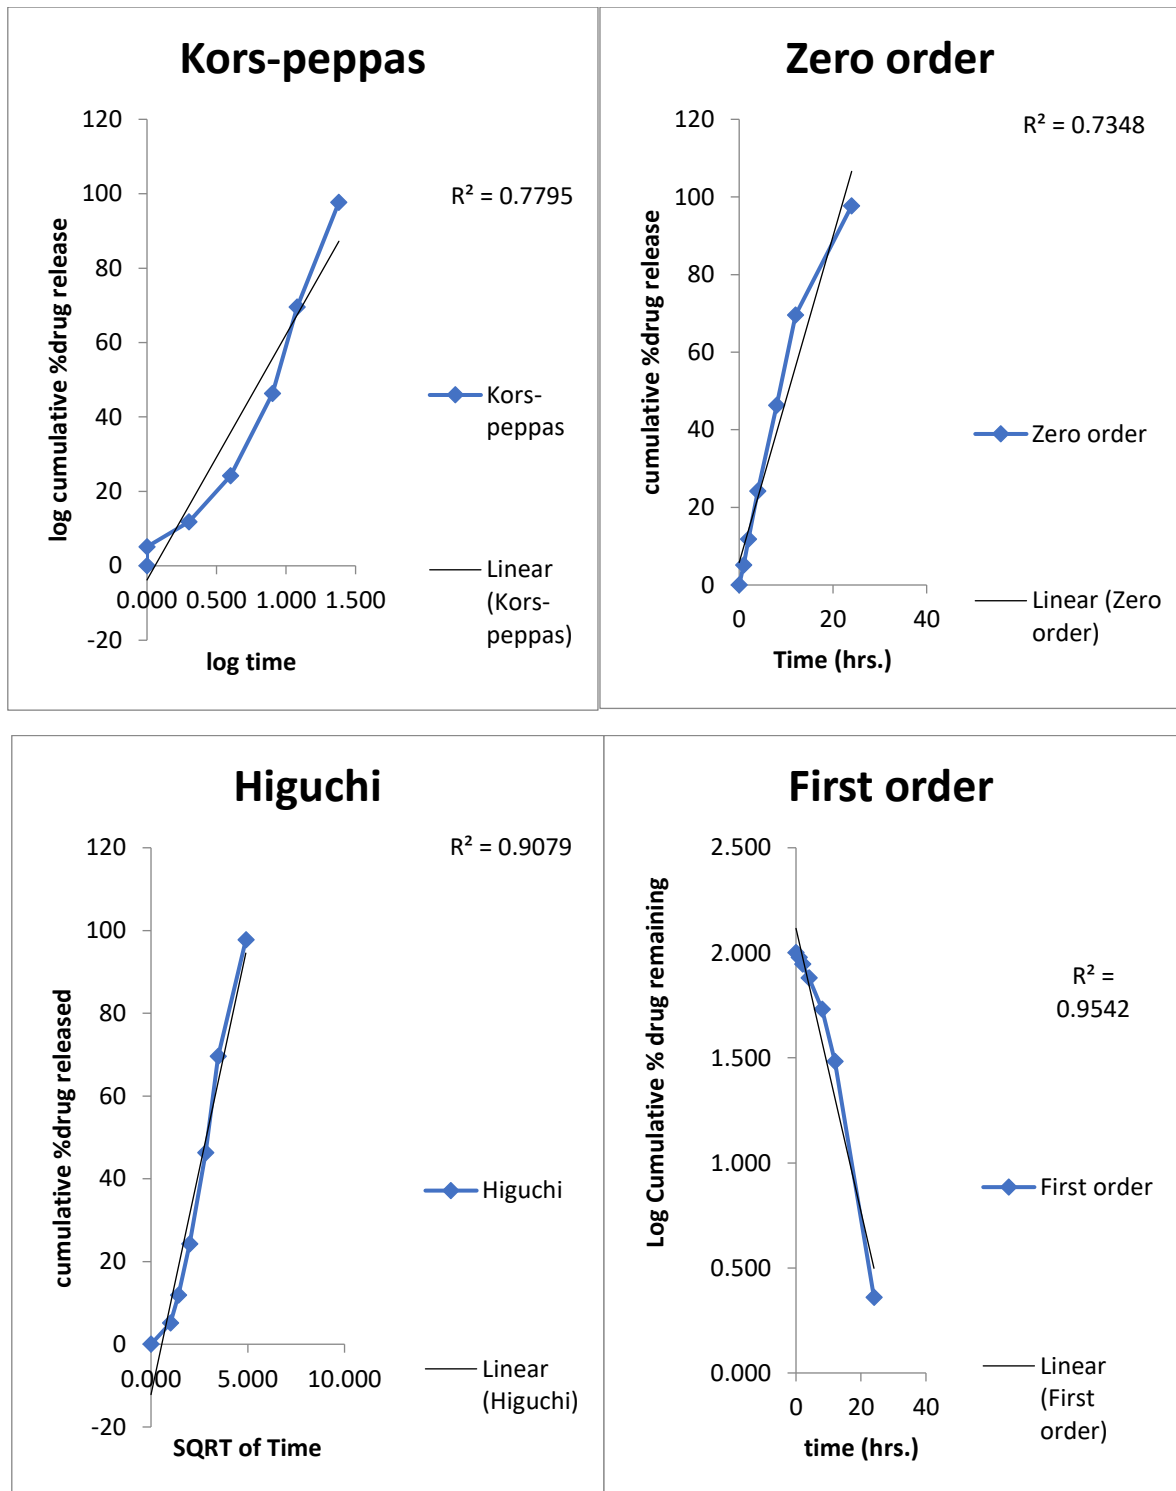 Kors-peppas
R² = 0.7795
log cumulative %drug release
120
100
80
60
40
20
0
-20
0.000
0.500
1.000
1.500
log time
Kors-
peppas
Linear
(Kors-
peppas)
Zero order
R² = 0.7348
cumulative %drug release
120
100
80
60
40
20
0
0
20
40
Time (hrs.)
Zero order
Linear (Zero
order)
Higuchi
R² = 0.9079
cumulative %drug released
120
100
80
60
40
20
0
-20
0.000
5.000
10.000
SQRT of Time
Higuchi
Linear
(Higuchi)
First order
R² =
0.9542
Log Cumulative % drug remaining
2.500
2.000
1.500
1.000
0.500
0.000
0
20
40
time (hrs.)
First order
Linear
(First
order)